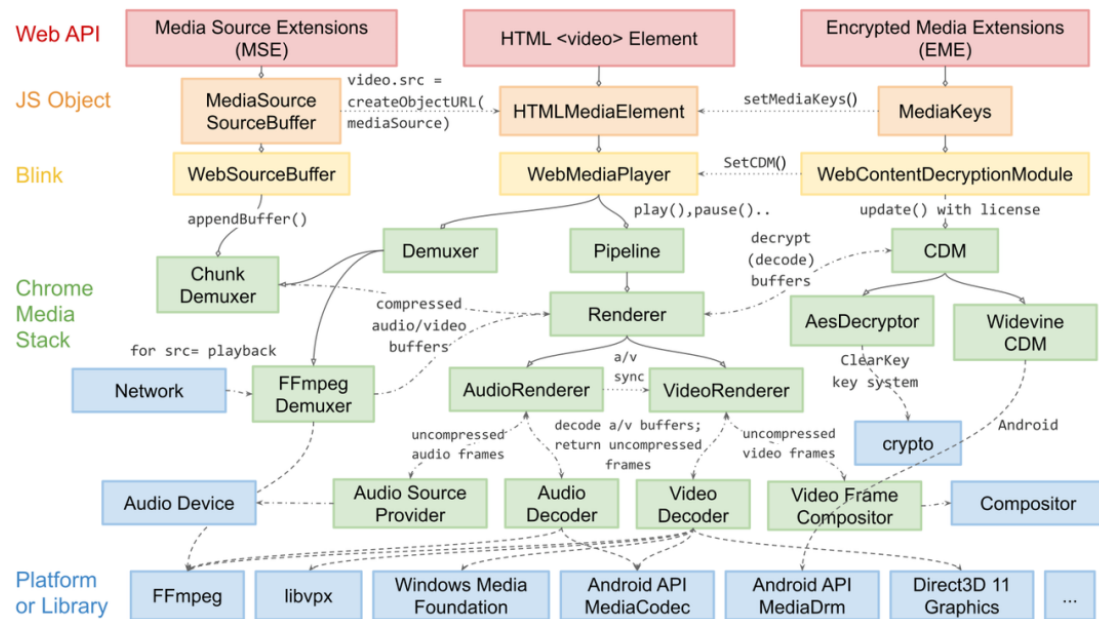 Web API
Media Source Extensions
(MSE)
HTML <video> Element
Encrypted Media Extensions
(EME)
JS Object
MediaSource
SourceBuffer
video.src =
createObjectURL(
mediaSource)
HTMLMediaElement
setMediaKeys()
MediaKeys
Blink
WebSourceBuffer
WebMediaPlayer
SetCDM()
WebContentDecryptionModule
appendBuffer()
play(),pause()..
update() with license
Chrome
Media
Stack
Chunk
Demuxer
Demuxer
Pipeline
decrypt
(decode)
buffers
CDM
compressed
audio/video
buffers
Renderer
AesDecryptor
Widevine
CDM
for src= playback
Network
FFmpeg
Demuxer
AudioRenderer
a/v
sync
VideoRenderer
ClearKey
key system
uncompressed
audio frames
decode a/v buffers;
return uncompressed
frames
uncompressed
video frames
crypto
Android
Audio Device
Audio Source
Provider
Audio
Decoder
Video
Decoder
Video Frame
Compositor
Compositor
Platform
or Library
FFmpeg
libvpx
Windows Media
Foundation
Android API
MediaCodec
Android API
MediaDrm
Direct3D 11
Graphics
...